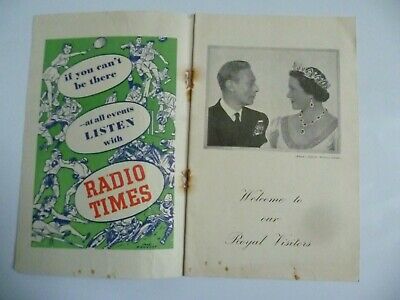 if you can't
be there
...at all events
LISTEN
with
RADIO
TIMES
Welcome to
our
Royal Visitors